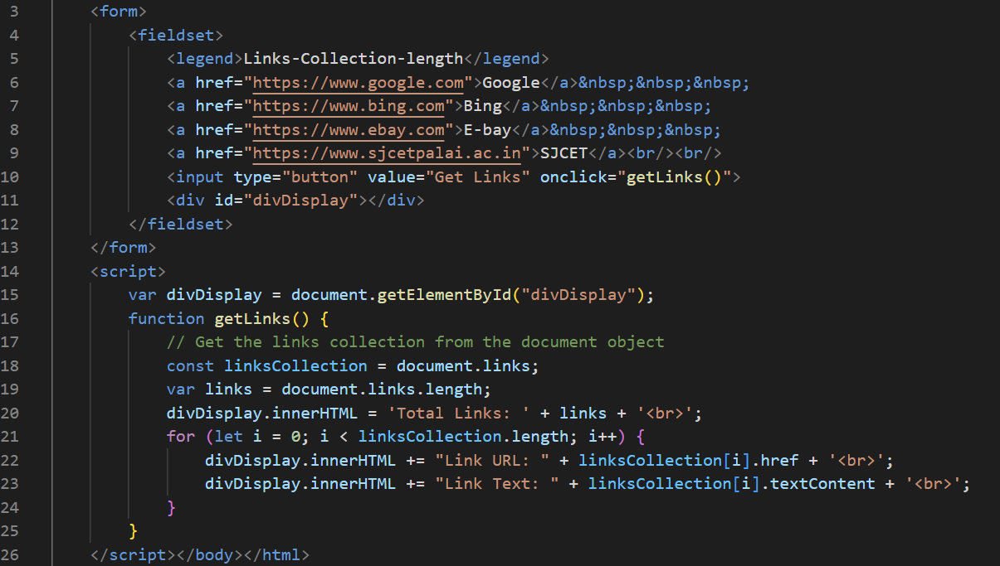 3 <form>
4 <fieldset>
5 <legend>Links-Collection-length</legend>
6 <a href="https://www.google.com">Google</a>&nbsp;&nbsp;&nbsp;
7 <a href="https://www.bing.com">Bing</a>&nbsp;&nbsp;&nbsp;
8 <a href="https://www.ebay.com">E-bay</a>&nbsp;&nbsp;&nbsp;
9 <a href="https://www.sjcetpalai.ac.in">SJCET</a><br/><br/>
10 <input type="button" value="Get Links" onclick="getLinks()">
11 <div id="divDisplay"></div>
12 </fieldset>
13 </form>
14 <script>
15 var divDisplay = document.getElementById("divDisplay");
16 function getLinks() {
17 // Get the links collection from the document object
18 const linksCollection = document.links;
19 var links = document.links.length;
20 divDisplay.innerHTML = 'Total Links: ' + links + '<br>';
21 for (let i = 0; i < linksCollection.length; i++) {
22 divDisplay.innerHTML += "Link URL: " + linksCollection[i].href + '<br>';
23 divDisplay.innerHTML += "Link Text: " + linksCollection[i].textContent + '<br>';
24 }
25 }
26 </script></body></html>